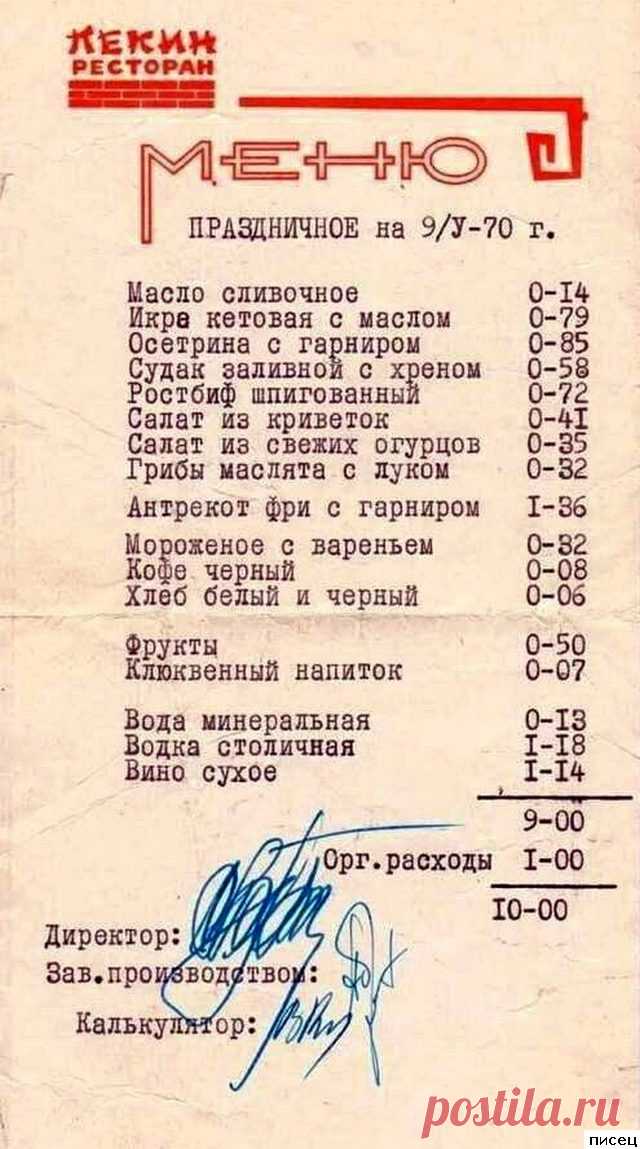 ПЕКИН
РЕСТОРАН
МЕНЮ
ПРАЗДНИЧНОЕ на 9/У-70 г.
Масло сливочное 0-I4
Икра кетовая с маслом 0-79
Осетрина с гарниром 0-85
Судак заливной с хреном 0-58
Ростбиф шпигованный 0-72
Салат из криветок 0-4I
Салат из свежих огурцов 0-35
Грибы маслята с луком 0-32
Антрекот фри с гарниром I-36
Мороженое с вареньем 0-32
Кофе черный 0-08
Хлеб белый и черный 0-06
Фрукты 0-50
Клюквенный напиток 0-07
Вода минеральная 0-I3
Водка столичная I-I8
Вино сухое I-I4
9-00
Орг.расходы I-00
I0-00
Директор:
Зав.производством:
Калькулятор:
postila.ru
писец